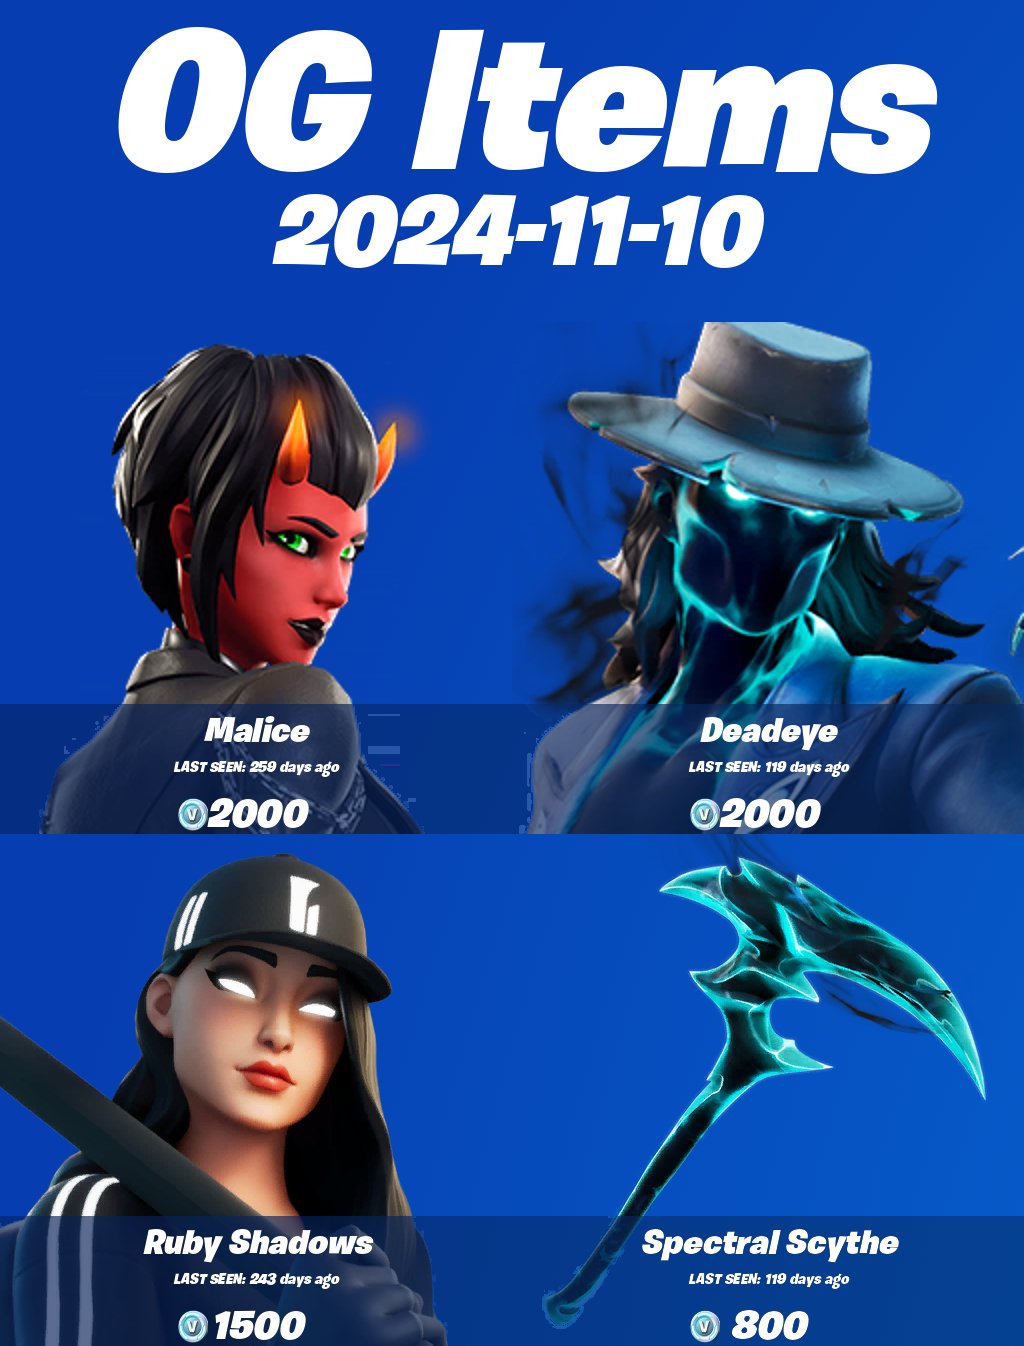 OG Items
2024-11-10
Malice
LAST SEEN: 259 days ago
2000
Deadeye
LAST SEEN: 119 days ago
2000
Ruby Shadows
LAST SEEN: 243 days ago
1500
Spectral Scythe
LAST SEEN: 119 days ago
800